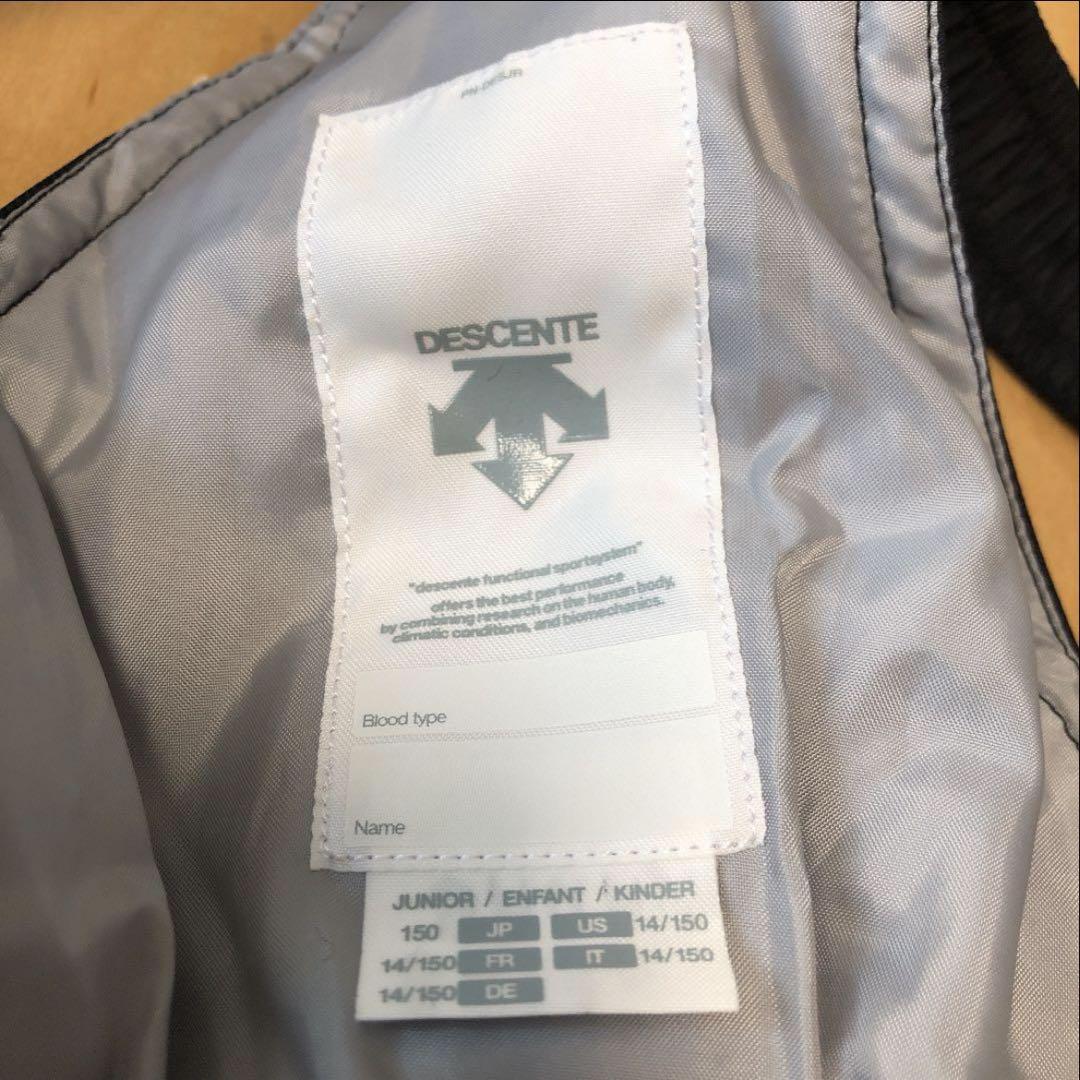 PN-DESJR
DESCENTE
"descente functional sportsystem"
offers the best performance
by combining research on the human body,
climatic conditions, and biomechanics.
Blood type
Name
JUNIOR / ENFANT / KINDER
150 JP US 14/150
14/150 FR IT 14/150
14/150 DE